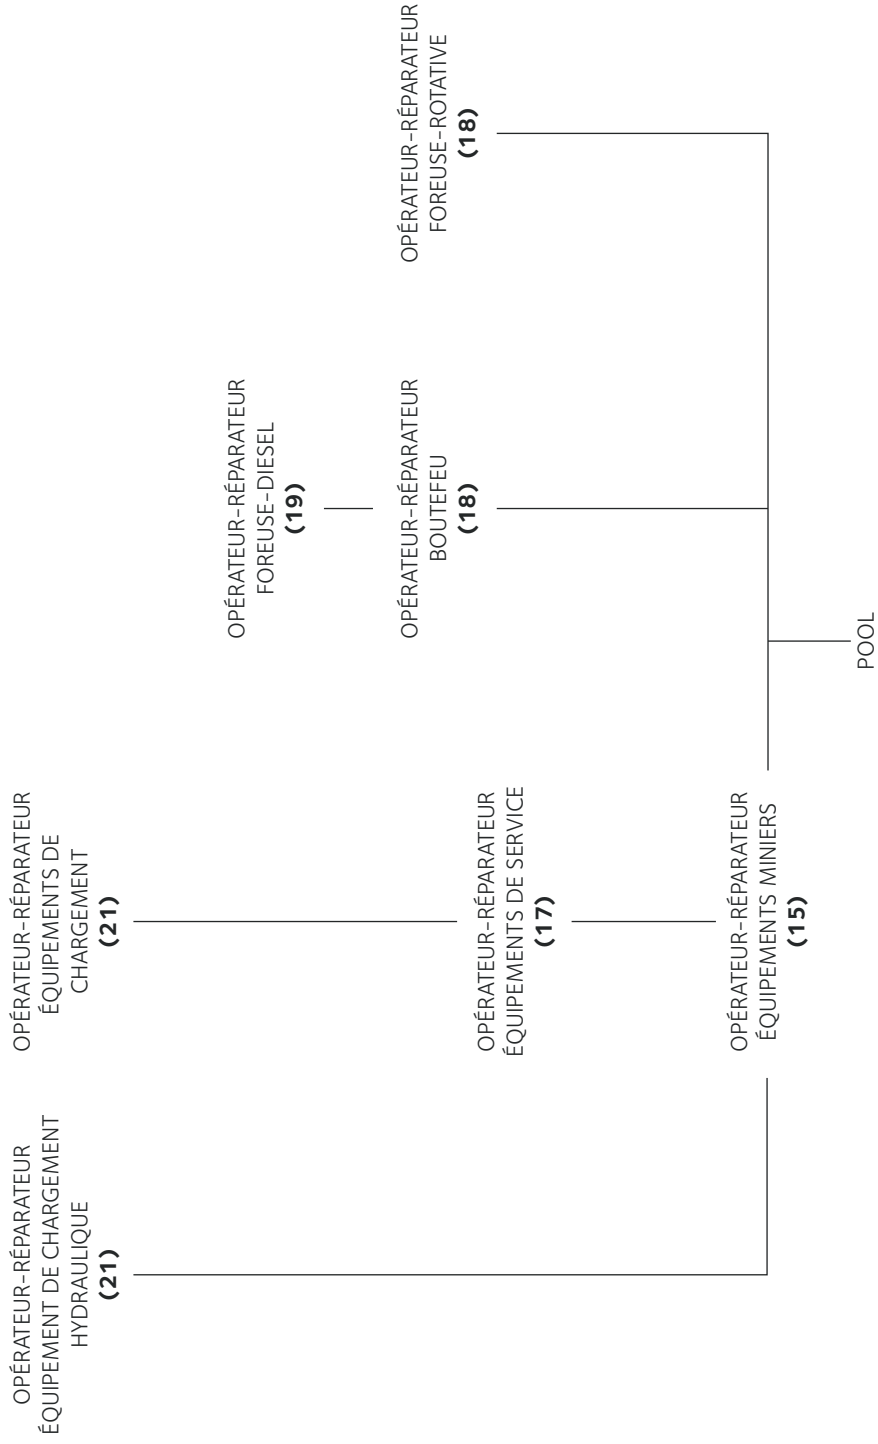 OPÉRATEUR-RÉPARATEUR
ÉQUIPEMENT DE CHARGEMENT
HYDRAULIQUE
(21)
OPÉRATEUR-RÉPARATEUR
ÉQUIPEMENTS DE
CHARGEMENT
(21)
OPÉRATEUR-RÉPARATEUR
ÉQUIPEMENTS DE SERVICE
(17)
OPÉRATEUR-RÉPARATEUR
ÉQUIPEMENTS MINIERS
(15)
OPÉRATEUR-RÉPARATEUR
FOREUSE-DIESEL
(19)
OPÉRATEUR-RÉPARATEUR
BOUTEFEU
(18)
OPÉRATEUR-RÉPARATEUR
FOREUSE-ROTATIVE
(18)
POOL